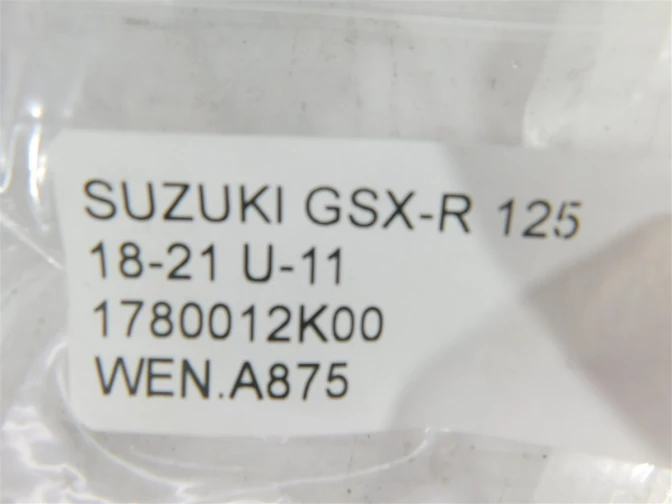 SUZUKI GSX-R 125
18-21 U-11
1780012K00
WEN.A875